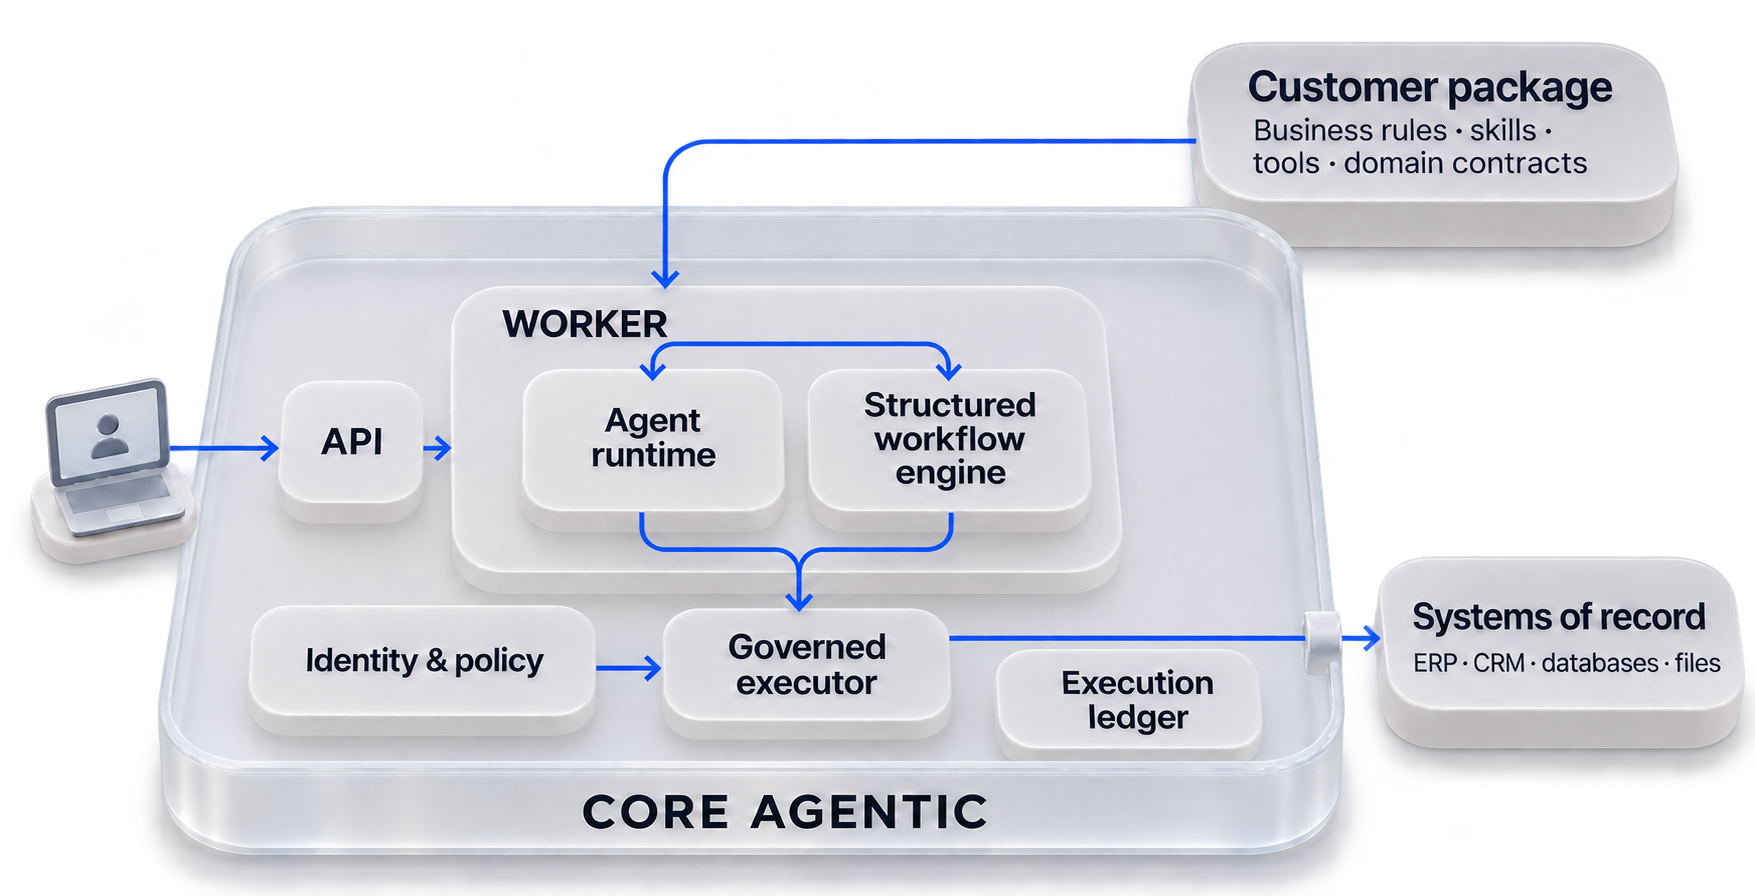 Customer package
Business rules · skills ·
tools · domain contracts
WORKER
Agent
runtime
Structured
workflow
engine
API
Identity & policy
Governed
executor
Execution
ledger
Systems of record
ERP · CRM · databases · files
CORE AGENTIC